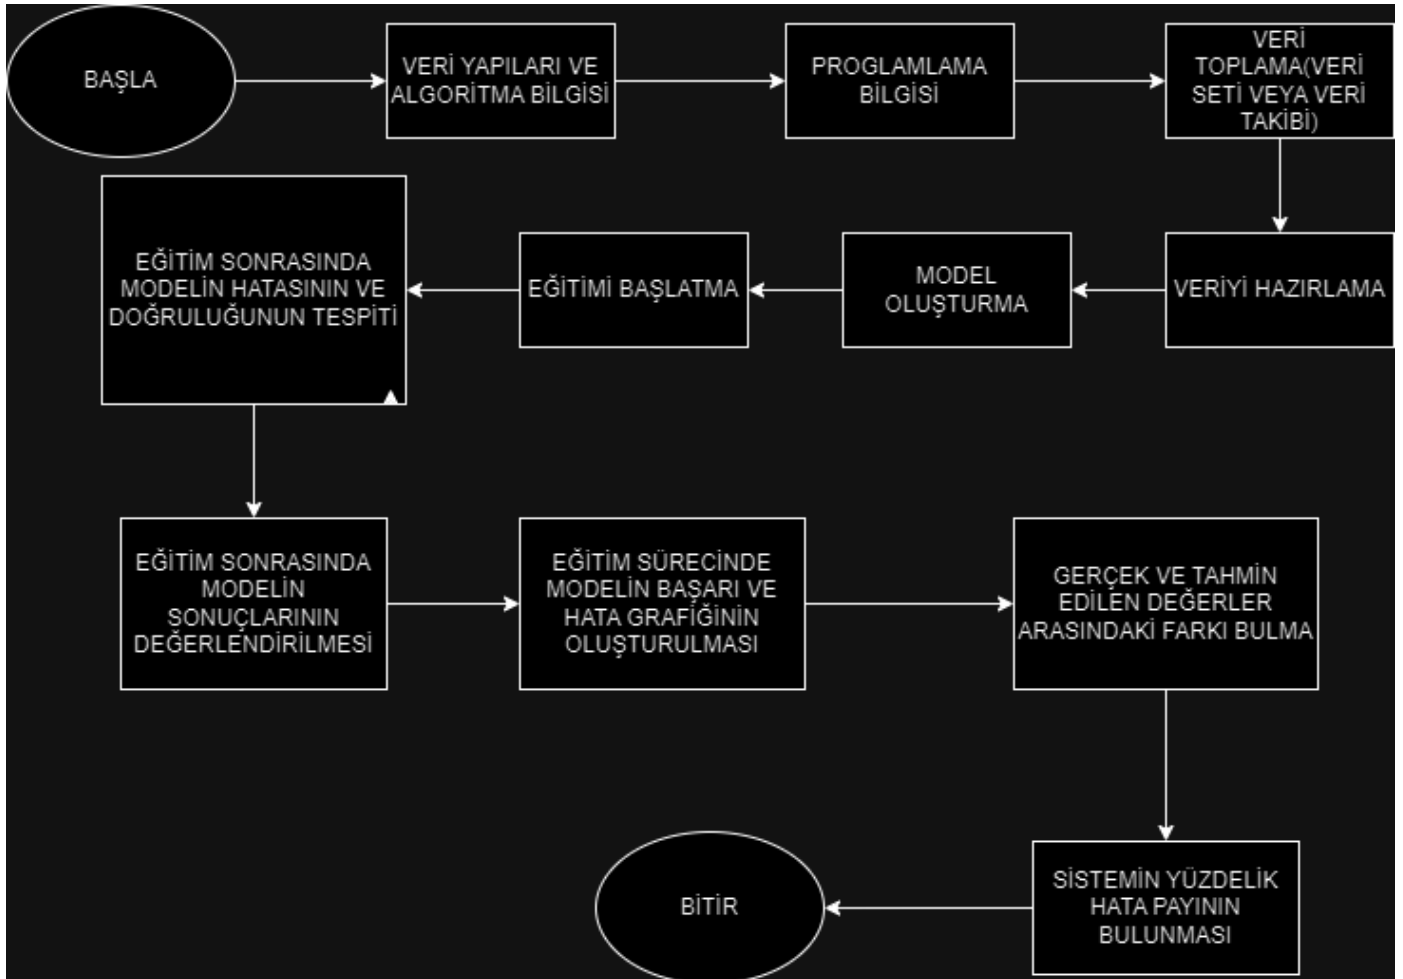 BAŞLA
VERİ YAPILARI VE
ALGORİTMA BİLGİSİ
PROGLAMLAMA
BİLGİSİ
VERİ
TOPLAMA(VERİ
SETİ VEYA VERİ
TAKİBİ)
VERİYİ HAZIRLAMA
MODEL
OLUŞTURMA
EĞİTİMİ BAŞLATMA
EĞİTİM SONRASINDA
MODELİN HATASININ VE
DOĞRULUĞUNUN TESPİTİ
EĞİTİM SONRASINDA
MODELİN
SONUÇLARININ
DEĞERLENDİRİLMESİ
EĞİTİM SÜRECİNDE
MODELİN BAŞARI VE
HATA GRAFİĞİNİN
OLUŞTURULMASI
GERÇEK VE TAHMİN
EDİLEN DEĞERLER
ARASINDAKİ FARKI BULMA
SİSTEMİN YÜZDELİK
HATA PAYININ
BULUNMASI
BİTİR